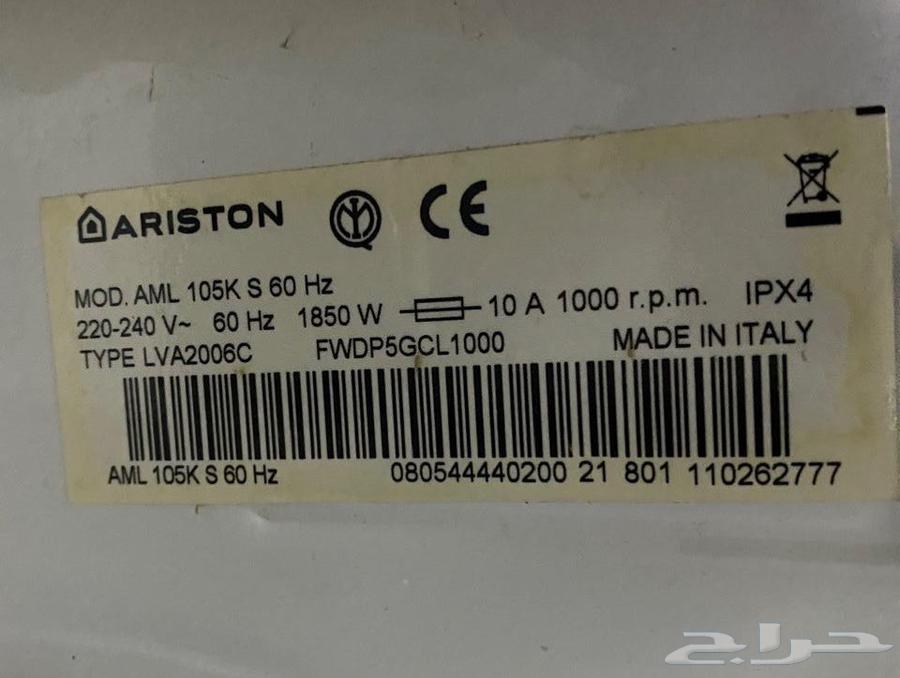 ARISTON IMQ CE
MOD. AML 105K S 60 Hz
220-240 V~ 60 Hz 1850 W 10 A 1000 r.p.m. IPX4
TYPE LVA2006C FWDP5GCL1000 MADE IN ITALY
AML 105K S 60 Hz 080544440200 21 801 110262777
حراج